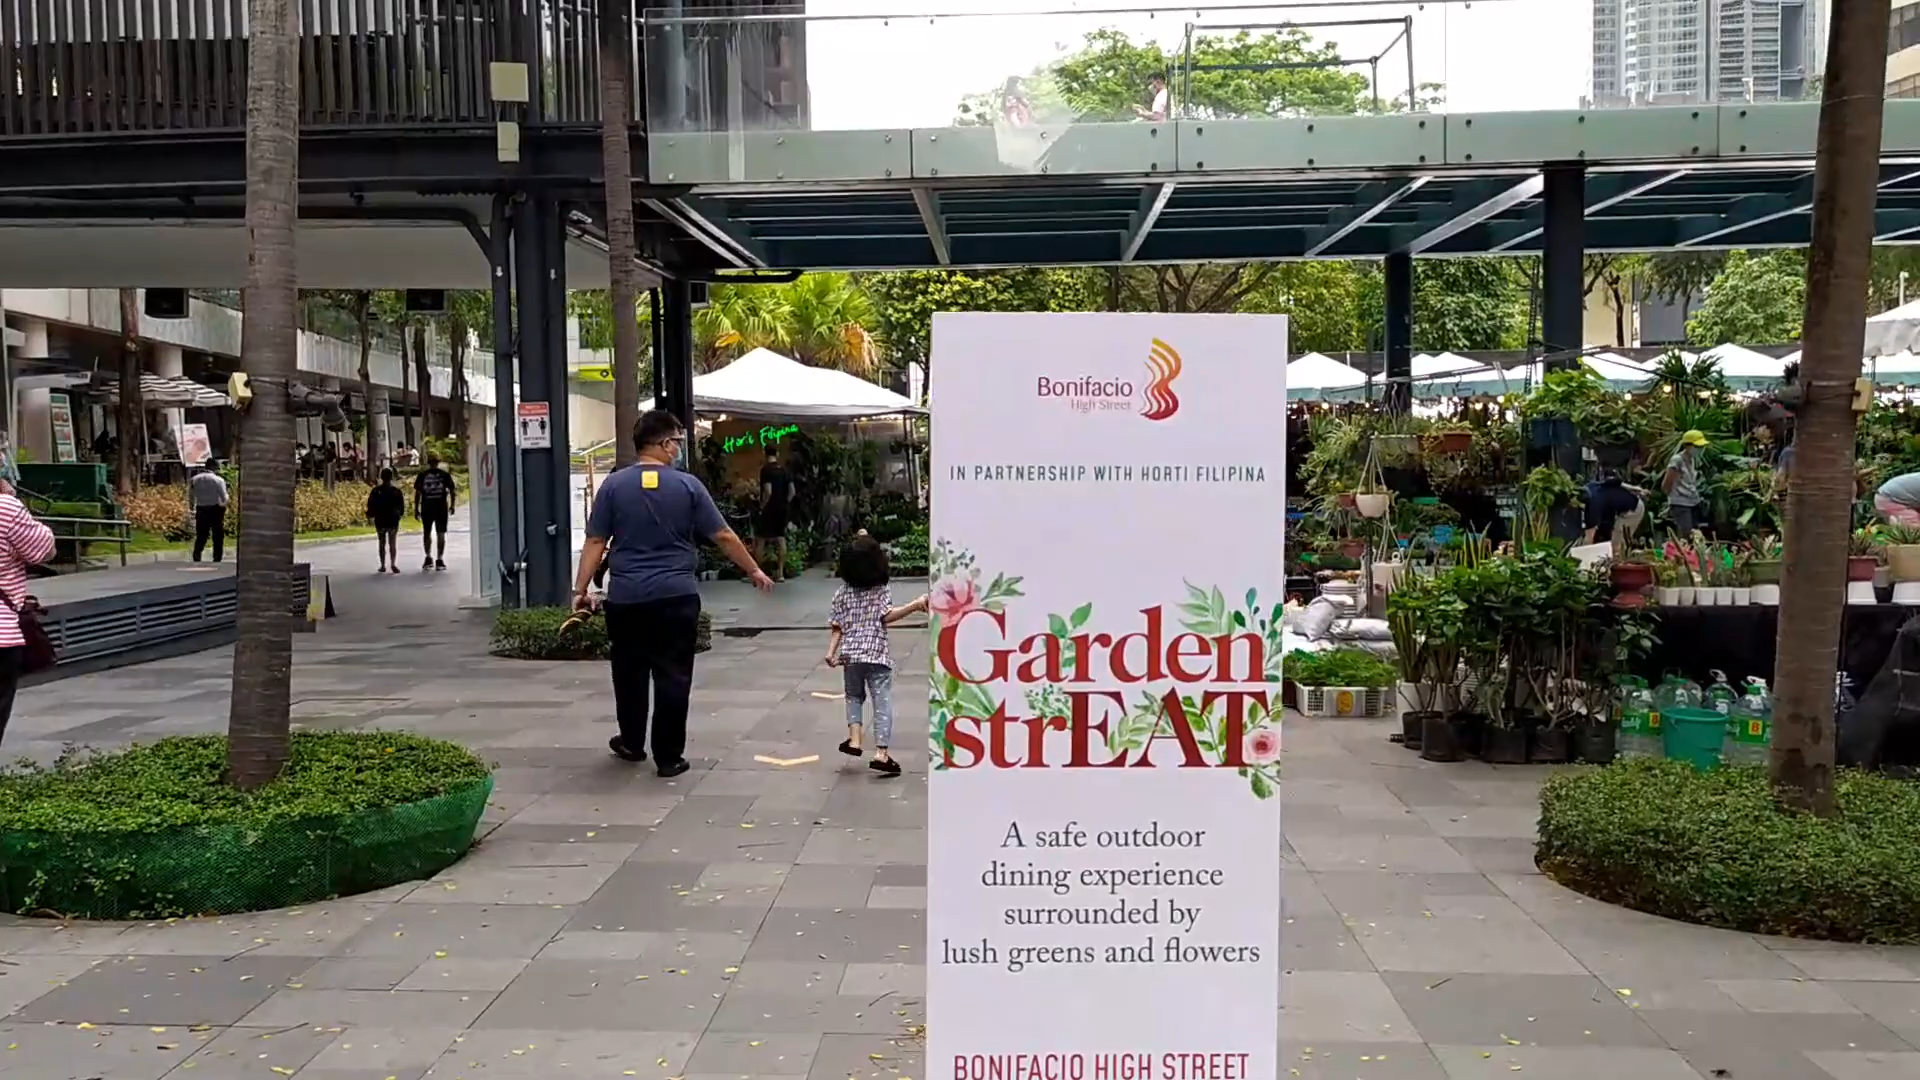 Horti Filipina
Bonifacio
High Street
IN PARTNERSHIP WITH HORTI FILIPINA
Garden
strEAT
A safe outdoor
dining experience
surrounded by
lush greens and flowers
BONIFACIO HIGH STREET